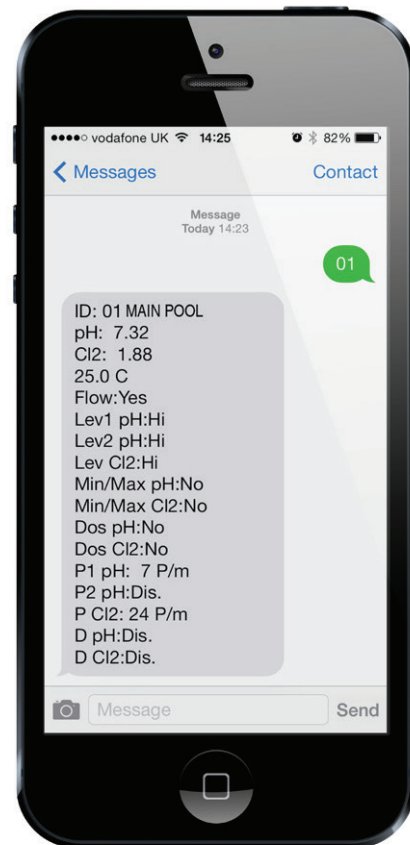 vodafone UK 14:25 82%
Messages Contact
Message
Today 14:23
01
ID: 01 MAIN POOL
pH: 7.32
Cl2: 1.88
25.0 C
Flow:Yes
Lev1 pH:Hi
Lev2 pH:Hi
Lev Cl2:Hi
Min/Max pH:No
Min/Max Cl2:No
Dos pH:No
Dos Cl2:No
P1 pH: 7 P/m
P2 pH:Dis.
P Cl2: 24 P/m
D pH:Dis.
D Cl2:Dis.
Message Send